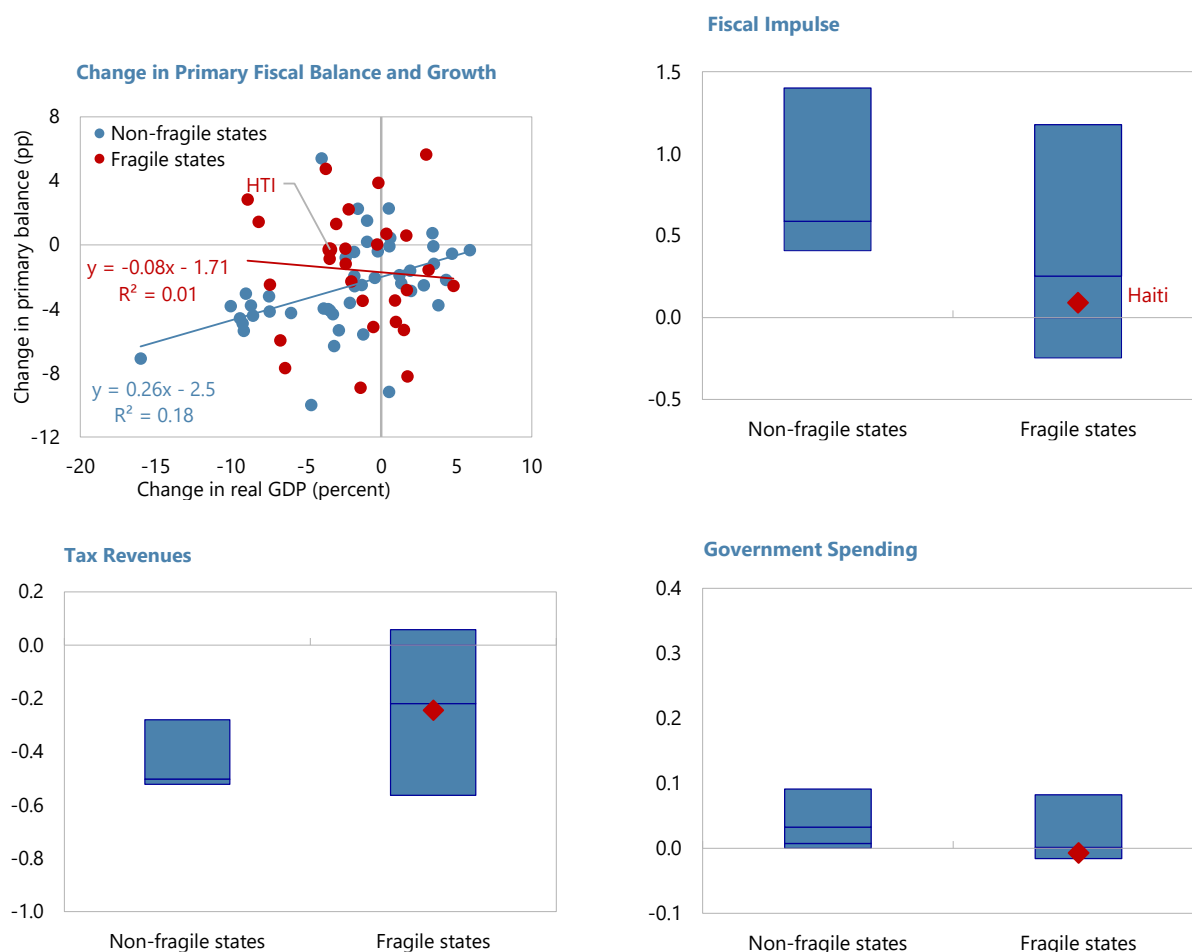 Change in Primary Fiscal Balance and Growth
Change in primary balance (pp)
8
4
0
-4
-8
-12
Non-fragile states
Fragile states
HTI
y = -0.08x - 1.71
R² = 0.01
y = 0.26x - 2.5
R² = 0.18
-20 -15 -10 -5 0 5 10
Change in real GDP (percent)
Fiscal Impulse
1.5
1.0
0.5
0.0
-0.5
Haiti
Non-fragile states Fragile states
Tax Revenues
0.2
0.0
-0.2
-0.4
-0.6
-0.8
-1.0
Non-fragile states Fragile states
Government Spending
0.4
0.3
0.2
0.1
0.0
-0.1
Non-fragile states Fragile states